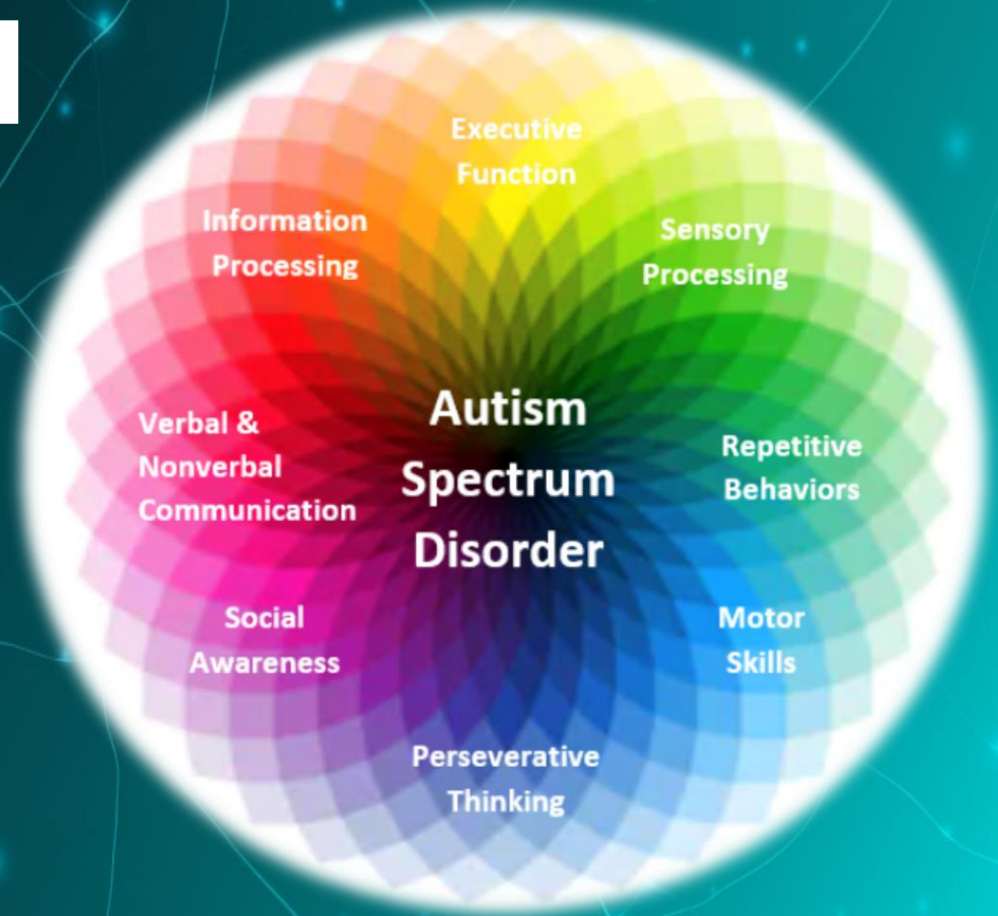 Executive
Function
Information
Processing
Sensory
Processing
Autism
Spectrum
Disorder
Verbal &
Nonverbal
Communication
Repetitive
Behaviors
Social
Awareness
Motor
Skills
Perseverative
Thinking